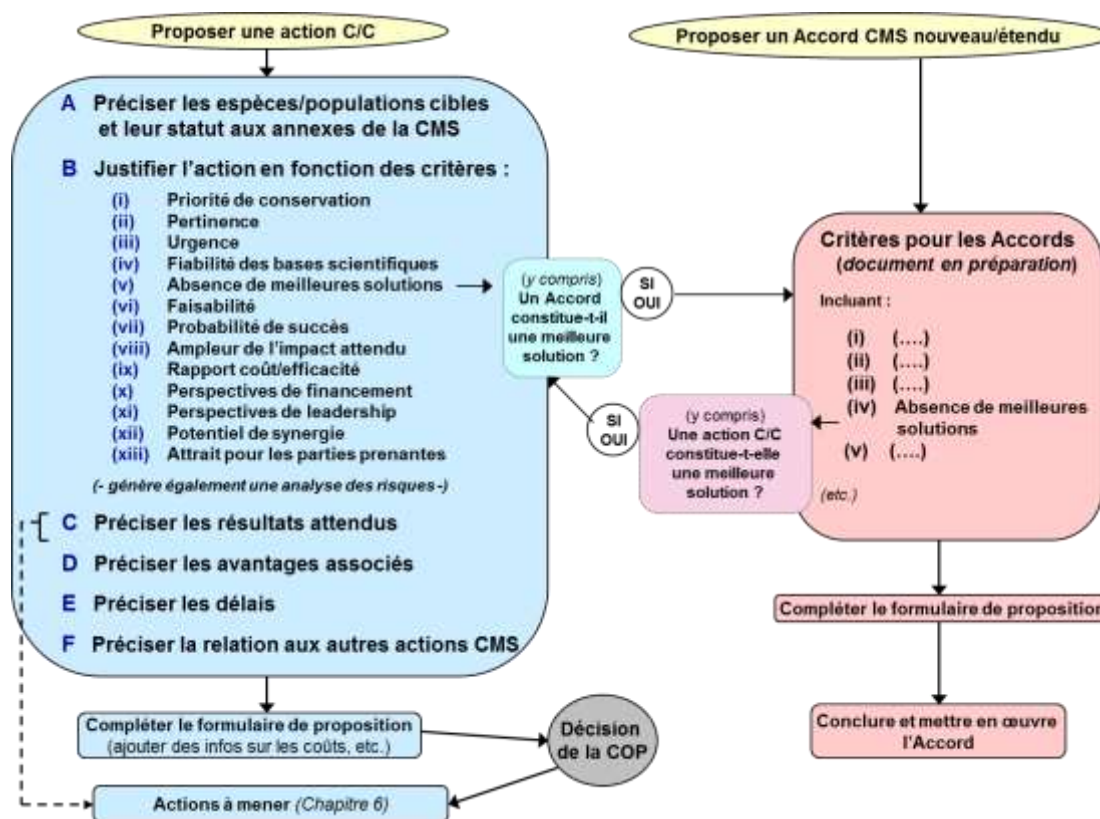 Proposer une action C/C
Proposer un Accord CMS nouveau/étendu
A Préciser les espèces/populations cibles
et leur statut aux annexes de la CMS
B Justifier l'action en fonction des critères :
(i) Priorité de conservation
(ii) Pertinence
(iii) Urgence
(iv) Fiabilité des bases scientifiques
(v) Absence de meilleures solutions
(vi) Faisabilité
(vii) Probabilité de succès
(viii) Ampleur de l'impact attendu
(ix) Rapport coût/efficacité
(x) Perspectives de financement
(xi) Perspectives de leadership
(xii) Potentiel de synergie
(xiii) Attrait pour les parties prenantes
(- génère également une analyse des risques -)
C Préciser les résultats attendus
D Préciser les avantages associés
E Préciser les délais
F Préciser la relation aux autres actions CMS
(y compris)
Un Accord
constitue-t-il
une meilleure
solution ?
SI
OUI
SI
OUI
(y compris)
Une action C/C
constitue-t-elle
une meilleure
solution ?
Critères pour les Accords
(document en préparation)
Incluant :
(i) (....)
(ii) (....)
(iii) (....)
(iv) Absence de meilleures
solutions
(v) (....)
(etc.)
Compléter le formulaire de proposition
(ajouter des infos sur les coûts, etc.)
Décision
de la COP
Actions à mener (Chapitre 6)
Compléter le formulaire de proposition
Conclure et mettre en œuvre
l'Accord